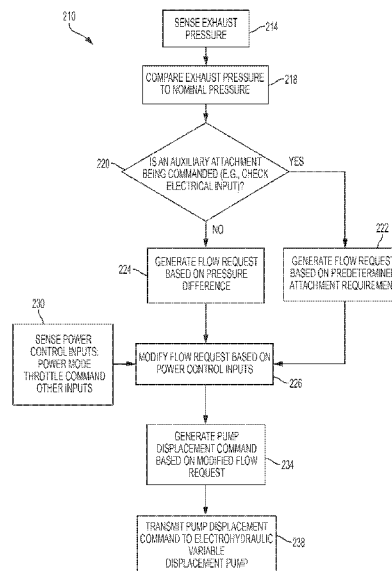 210
SENSE EXHAUST
PRESSURE
214
COMPARE EXHAUST PRESSURE
TO NOMINAL PRESSURE
218
220
IS AN AUXILIARY ATTACHMENT
BEING COMMANDED (E.G., CHECK
ELECTRICAL INPUT)?
YES
NO
222
224
GENERATE FLOW REQUEST
BASED ON PRESSURE
DIFFERENCE
GENERATE FLOW REQUEST
BASED ON PREDETERMINED
ATTACHMENT REQUIREMENT
230
SENSE POWER
CONTROL INPUTS:
POWER MODE
THROTTLE COMMAND
OTHER INPUTS
MODIFY FLOW REQUEST BASED ON
POWER CONTROL INPUTS
226
GENERATE PUMP
DISPLACEMENT COMMAND
BASED ON MODIFIED FLOW
REQUEST
234
TRANSMIT PUMP DISPLACEMENT
COMMAND TO ELECTROHYDRAULIC
VARIABLE
DISPLACEMENT PUMP
238